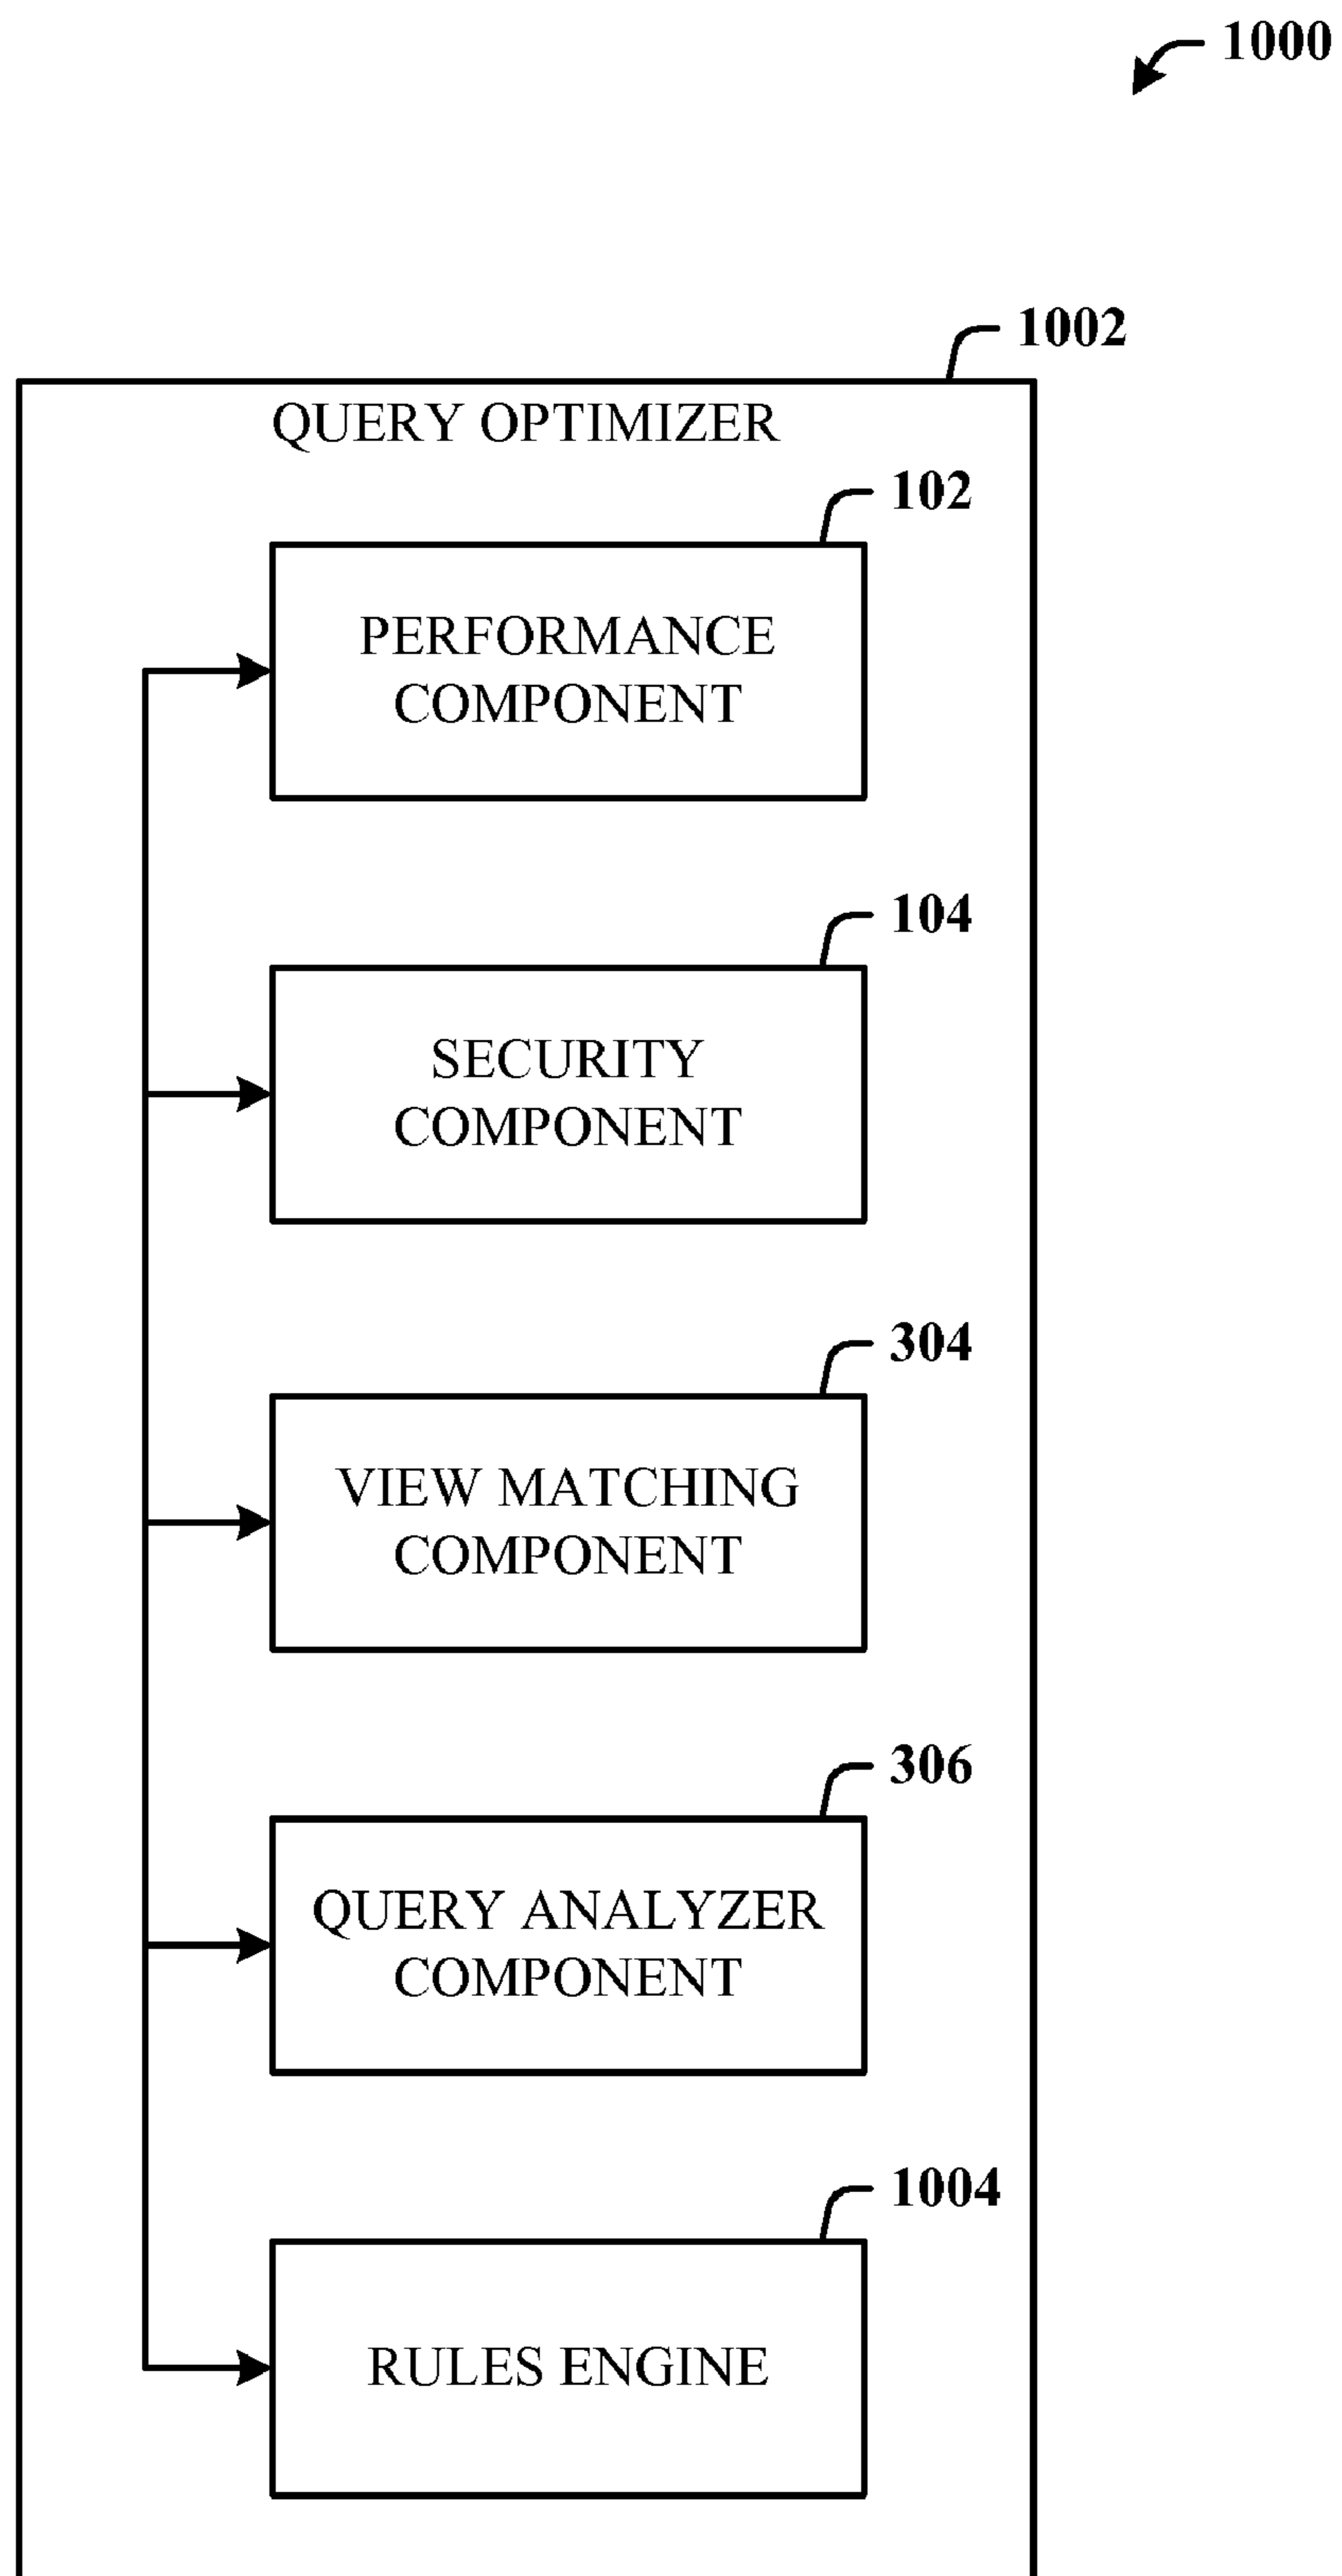 1000
1002
QUERY OPTIMIZER
102
PERFORMANCE
COMPONENT
104
SECURITY
COMPONENT
304
VIEW MATCHING
COMPONENT
306
QUERY ANALYZER
COMPONENT
1004
RULES ENGINE